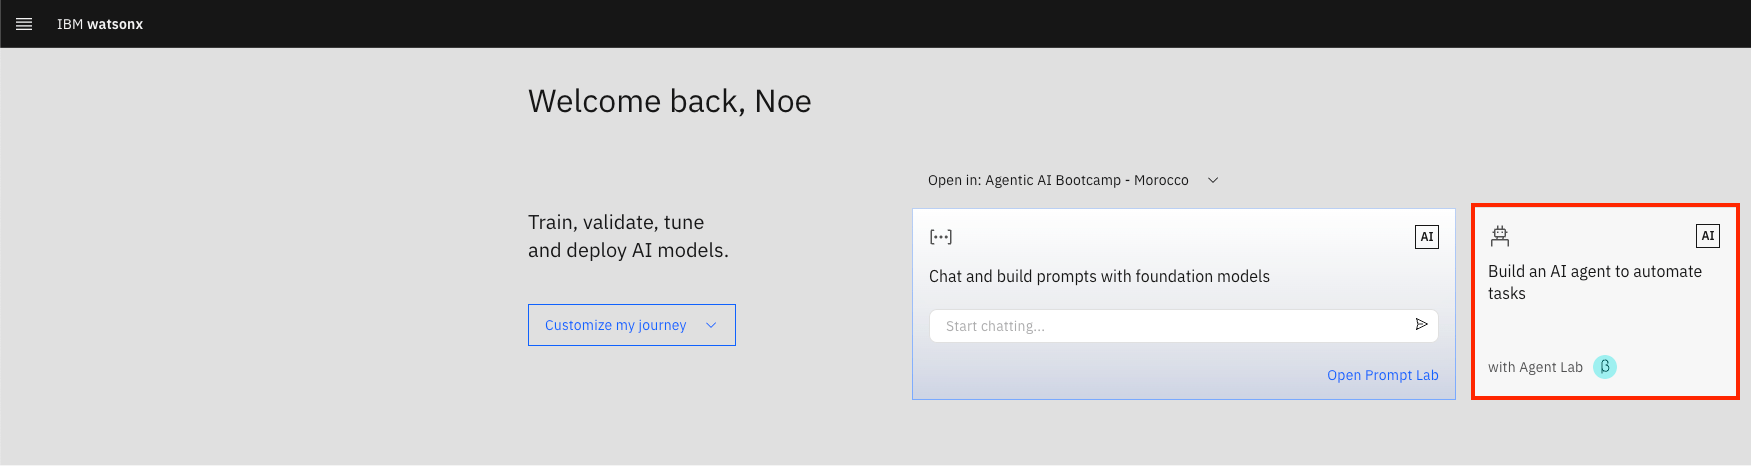 IBM watsonx
Welcome back, Noe
Train, validate, tune
and deploy AI models.
Customize my journey
Open in: Agentic AI Bootcamp - Morocco
[...]
AI
Chat and build prompts with foundation models
Start chatting...
Open Prompt Lab
AI
Build an AI agent to automate
tasks
with Agent Lab β